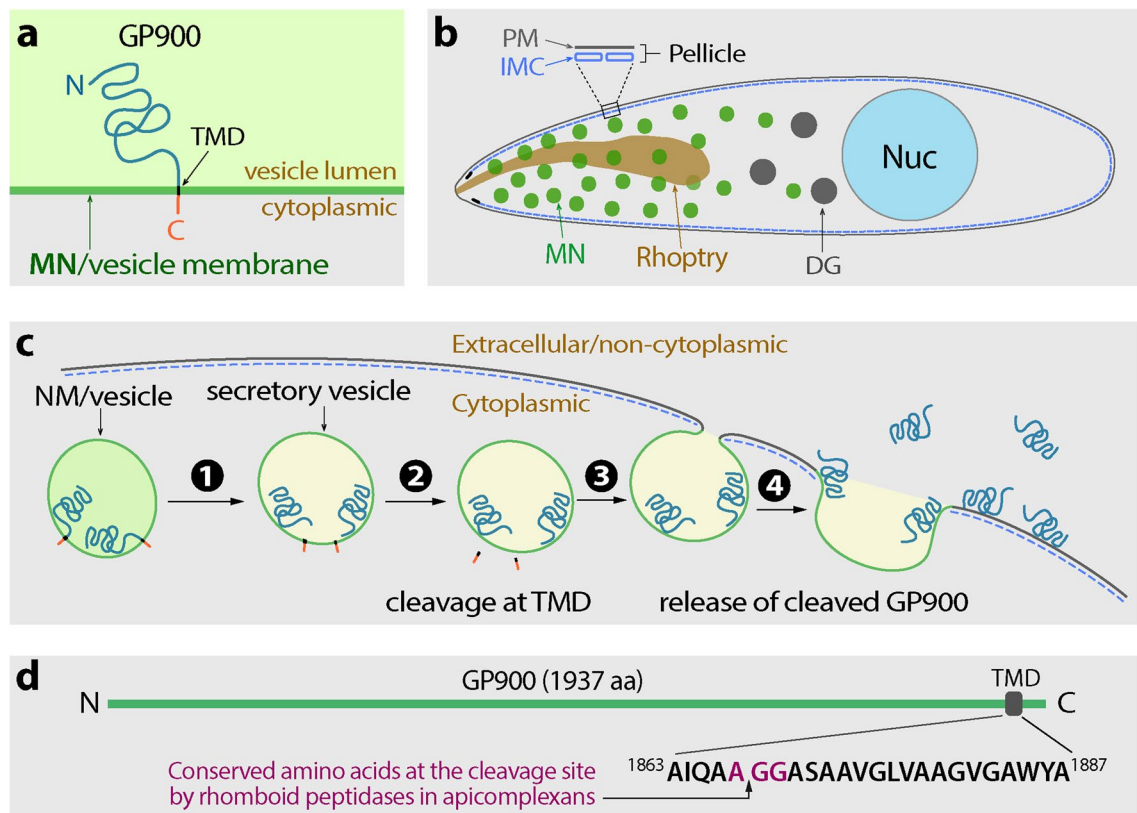 a
GP900
N
TMD
vesicle lumen
cytoplasmic
C
MN/vesicle membrane
b
PM
IMC
Pellicle
Nuc
MN
Rhoptry
DG
c
Extracellular/non-cytoplasmic
NM/vesicle
secretory vesicle
Cytoplasmic
1
2
3
4
cleavage at TMD
release of cleaved GP900
d
GP900 (1937 aa)
TMD
N
C
1863 AIQAA GGASAAVGLVAAGVGAWYA 1887
Conserved amino acids at the cleavage site
by rhomboid peptidases in apicomplexans